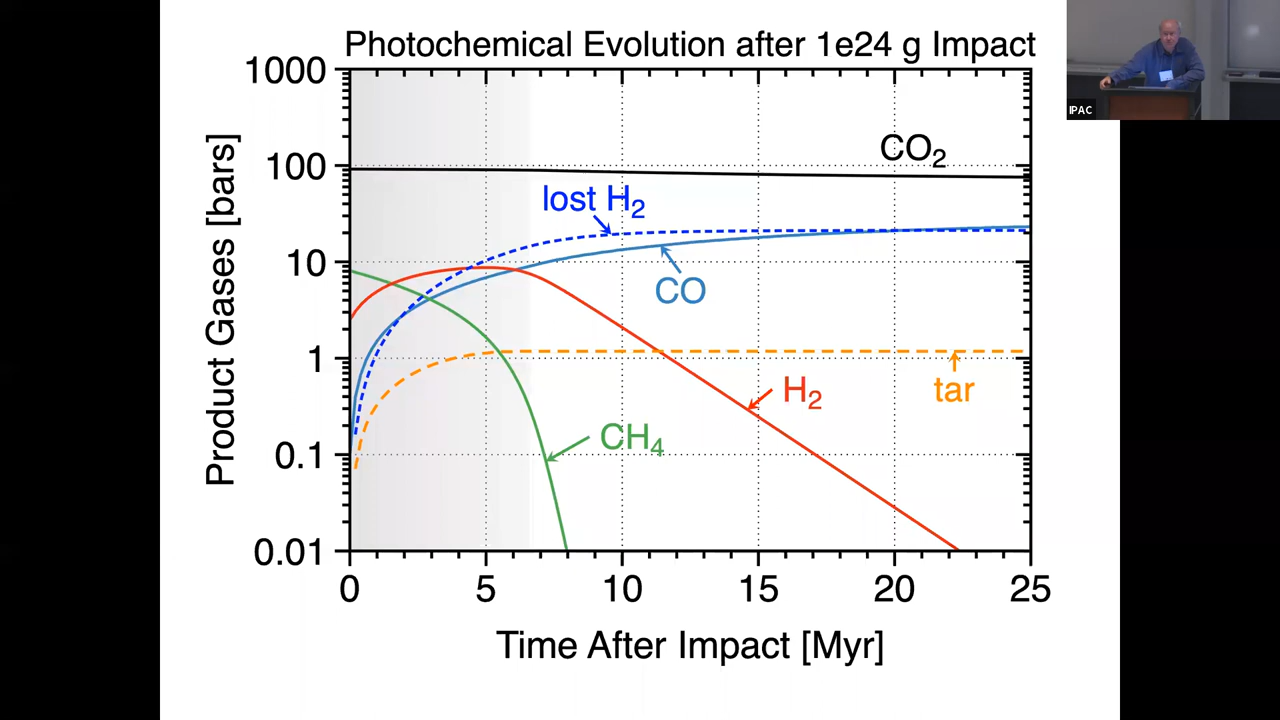 Photochemical Evolution after 1e24 g Impact
IPAC
1000
100
10
1
0.1
0.01
Product Gases [bars]
CO₂
lost H₂
CO
H₂
tar
CH₄
0 5 10 15 20 25
Time After Impact [Myr]